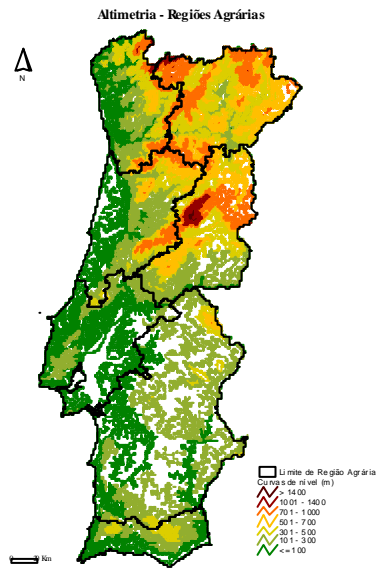 Altimetria - Regiões Agrárias
N
Limite de Região Agrária
Curvas de nível (m)
> 1400
1001 - 1400
701 - 1000
501 - 700
301 - 500
101 - 300
<=100
Km